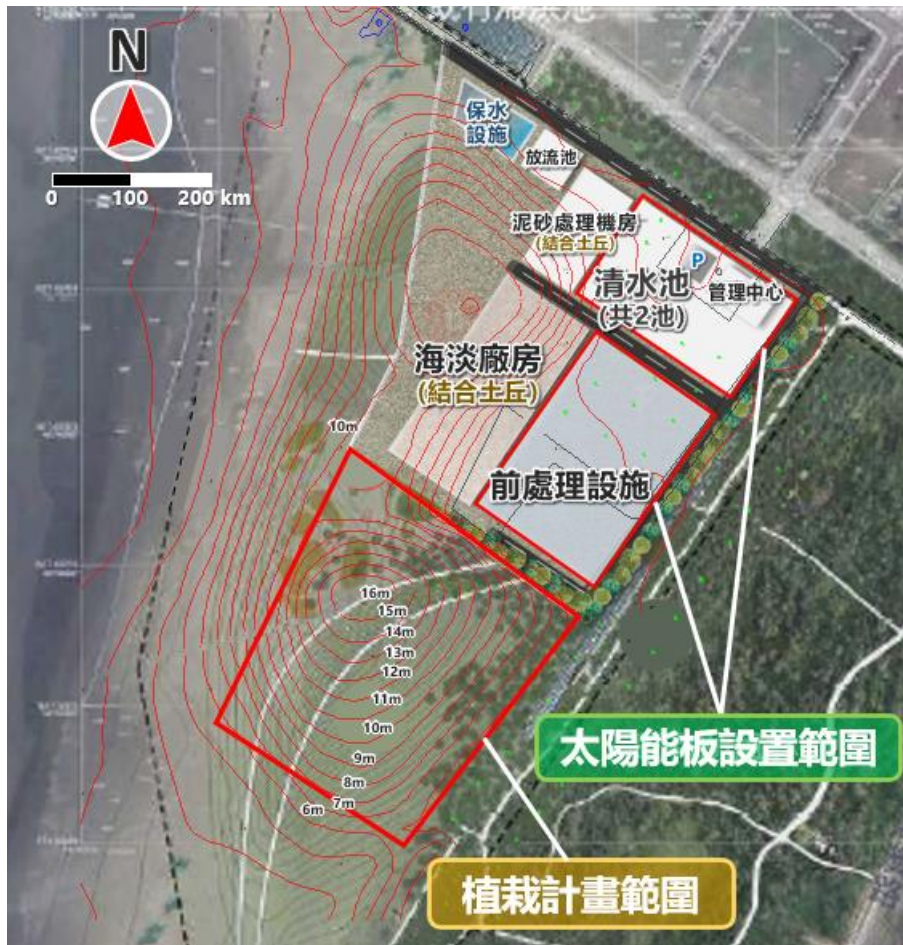 N
0 100 200 km
保水
設施
放流池
泥砂處理機房
(結合土丘)
P
清水池
(共2池)
管理中心
海淡廠房
(結合土丘)
10m
前處理設施
16m
15m
14m
13m
12m
11m
10m
9m
8m
7m
6m
太陽能板設置範圍
植栽計畫範圍